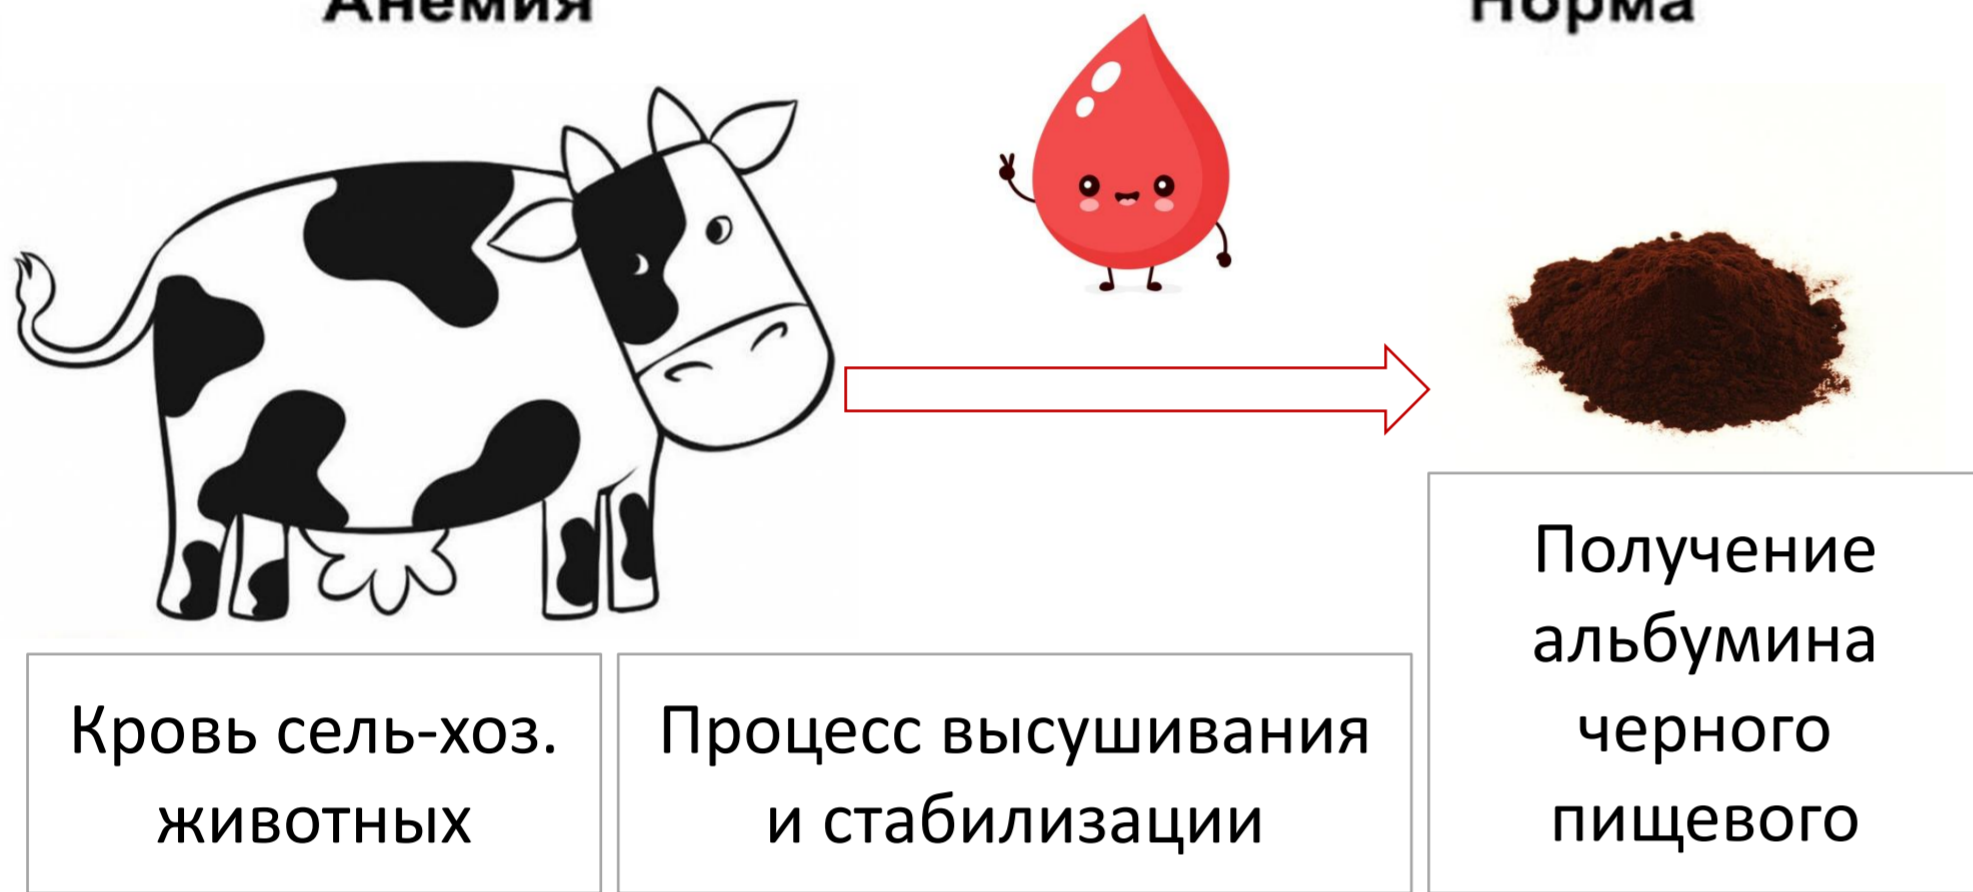 Анемия
Норма
Кровь сель-хоз.
животных
Процесс высушивания
и стабилизации
Получение
альбумина
черного
пищевого